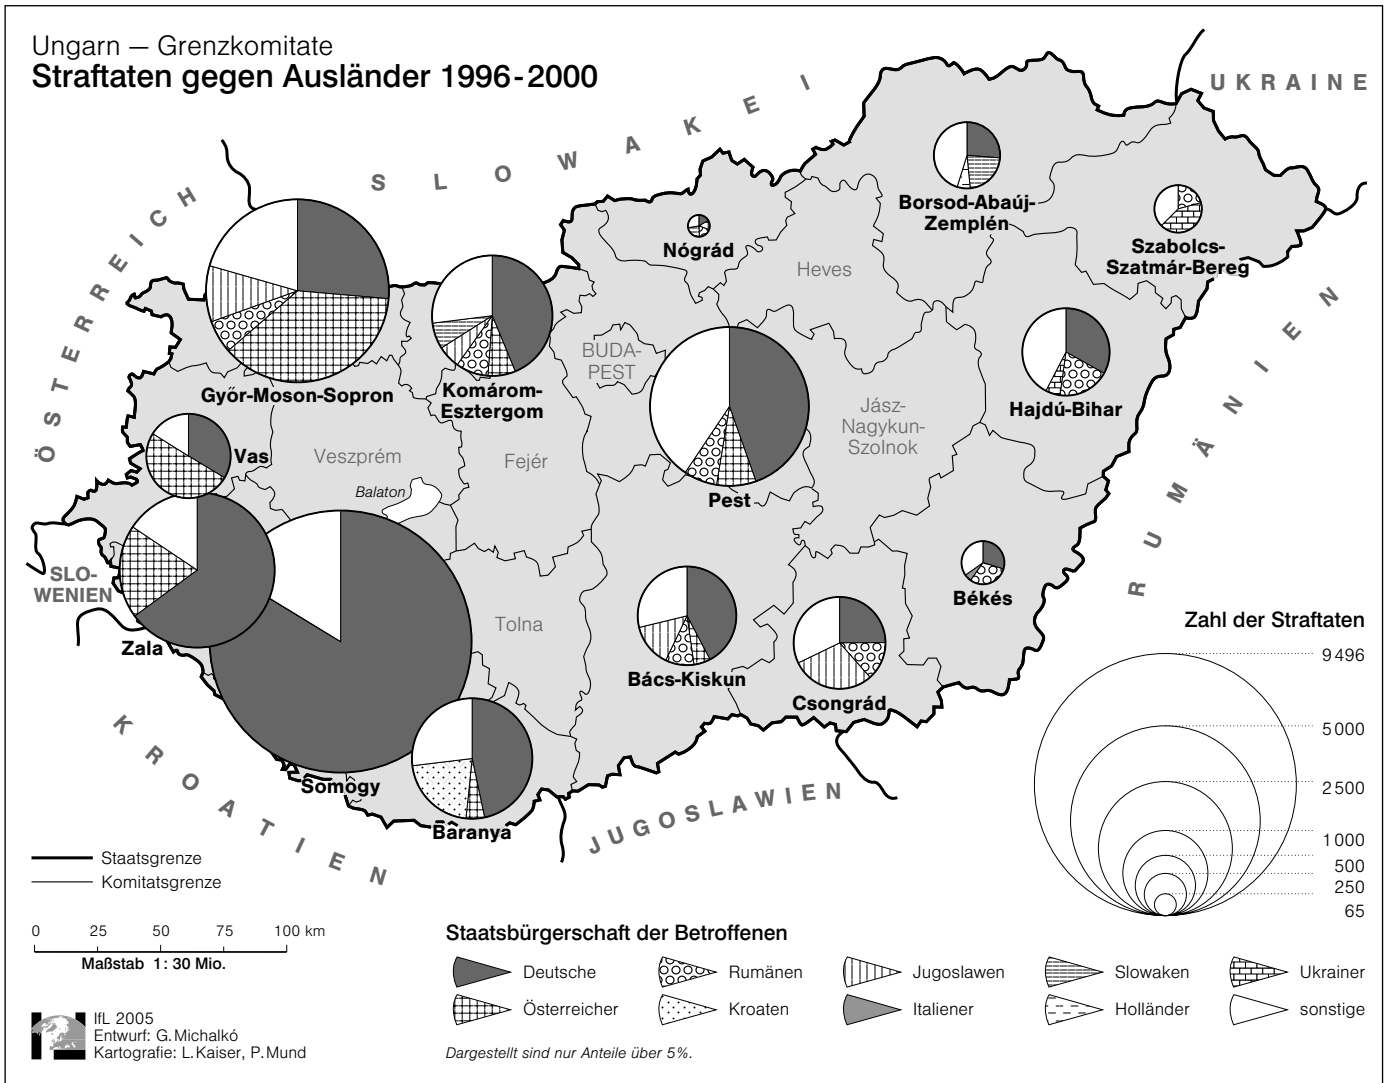 Ungarn — Grenzkomitate
Straftaten gegen Ausländer 1996-2000
UKRAINE
SLOWAKEI
ÖSTERREICH
Borsod-Abaúj-
Zemplén
Nógrád
Szabolcs-
Szatmár-Bereg
Heves
BUDA-
PEST
Győr-Moson-Sopron
Komárom-
Esztergom
Hajdú-Bihar
Jász-
Nagykun-
Szolnok
Vas
Veszprém
Fejér
Balaton
Pest
RUMÄNIEN
SLO-
WENIEN
Békés
Tolna
Zala
Bács-Kiskun
Csongrád
Somogy
Baranya
KROATIEN
JUGOSLAWIEN
Zahl der Straftaten
9 496
5 000
2 500
1 000
500
250
65
Staatsgrenze
Komitatsgrenze
0 25 50 75 100 km
Maßstab 1 : 30 Mio.
Staatsbürgerschaft der Betroffenen
Deutsche Rumänen Jugoslawen Slowaken Ukrainer
Österreicher Kroaten Italiener Holländer sonstige
Dargestellt sind nur Anteile über 5%.
IfL 2005
Entwurf: G. Michalkó
Kartografie: L. Kaiser, P. Mund